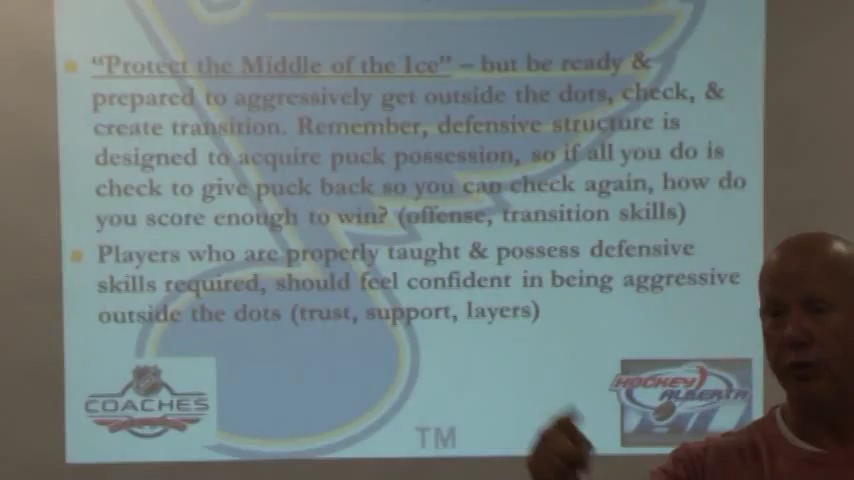 "Protect the Middle of the Ice" – but be ready &
prepared to aggressively get outside the dots, check, &
create transition. Remember, defensive structure is
designed to acquire puck possession, so if all you do is
check to give puck back so you can check again, how do
you score enough to win? (offense, transition skills)
Players who are properly taught & possess defensive
skills required, should feel confident in being aggressive
outside the dots (trust, support, layers)
COACHES
HOCKEY
ALBERTA
TM